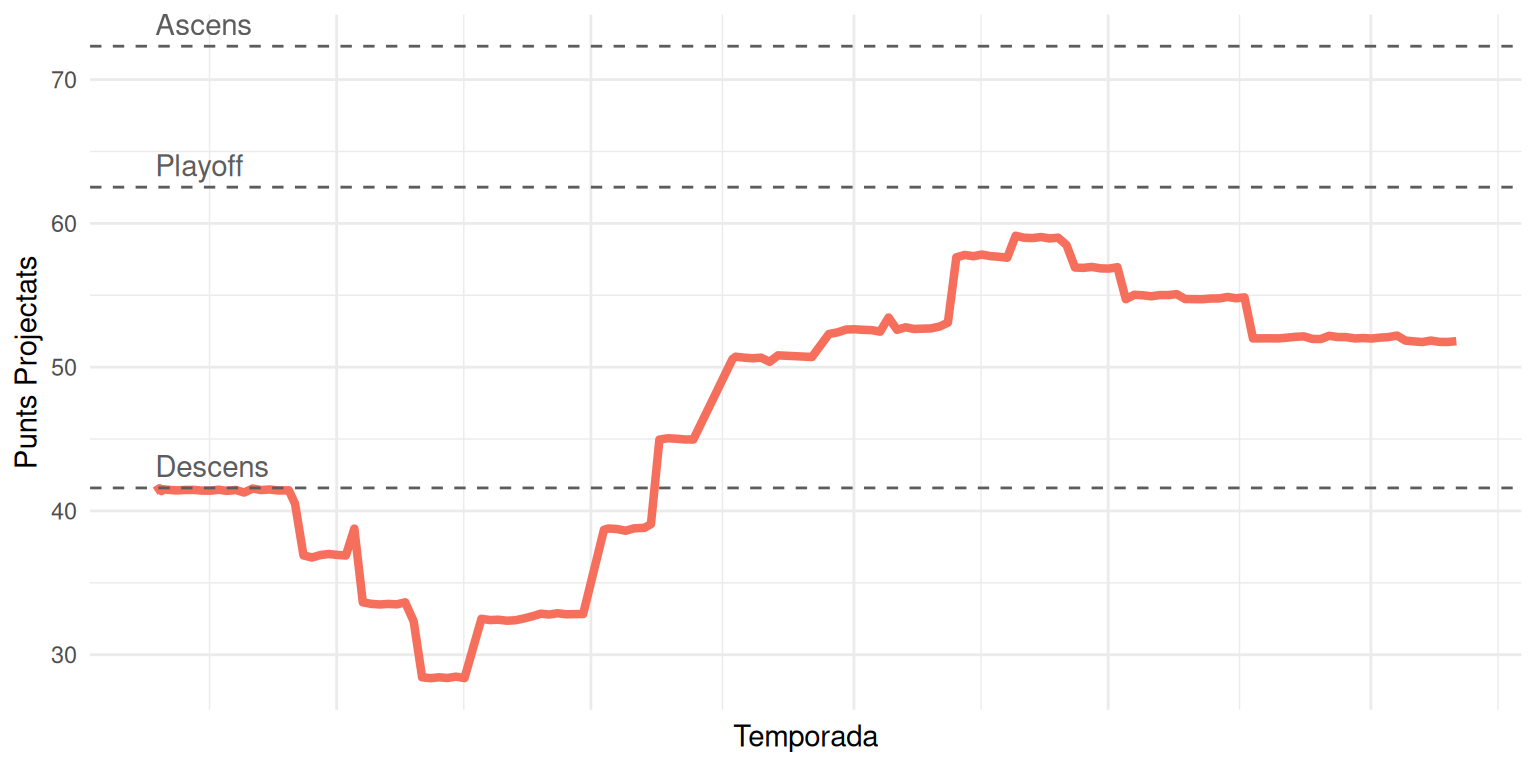 Ascens
70
Playoff
60
Punts Projectats
50
Descens
40
30
Temporada